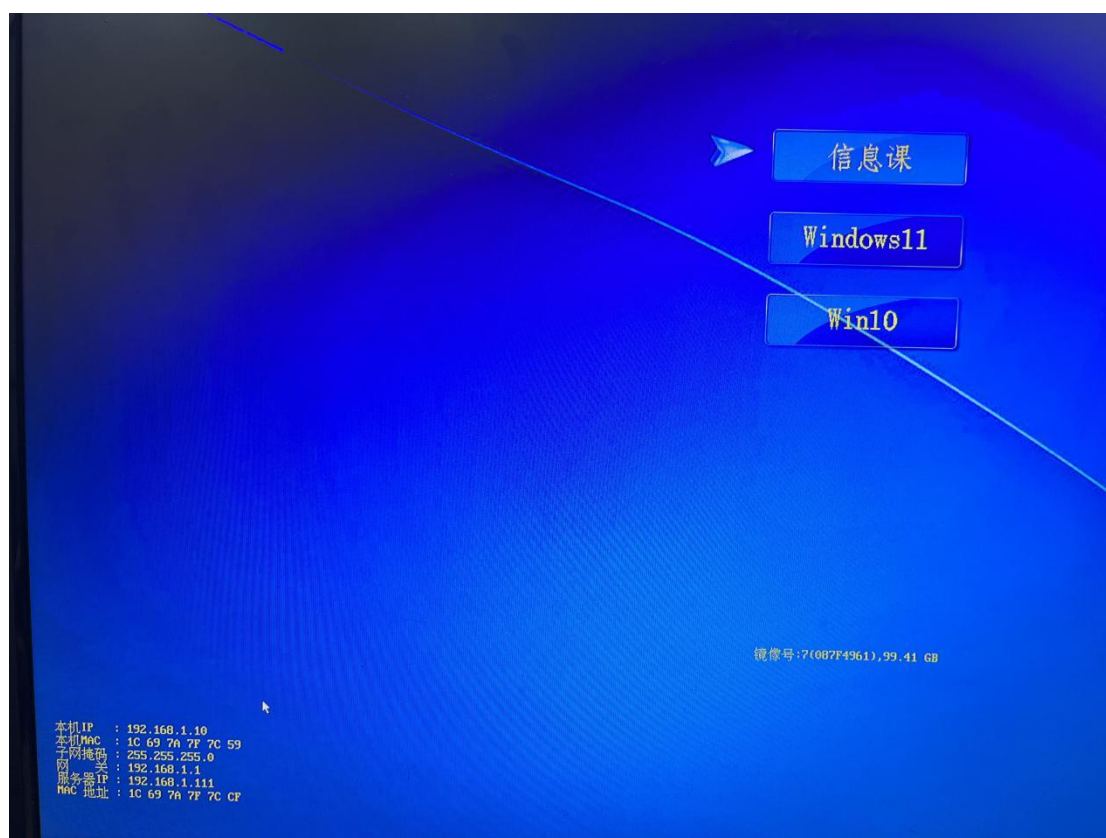 信息课
Windows11
Win10
镜像号:7(087F4961),99.41 GB
本机IP : 192.168.1.10
本机MAC : 1C 69 7A 7F 7C 59
子网掩码 : 255.255.255.0
网 关 : 192.168.1.1
服务器IP : 192.168.1.111
MAC 地址 : 1C 69 7A 7F 7C CF